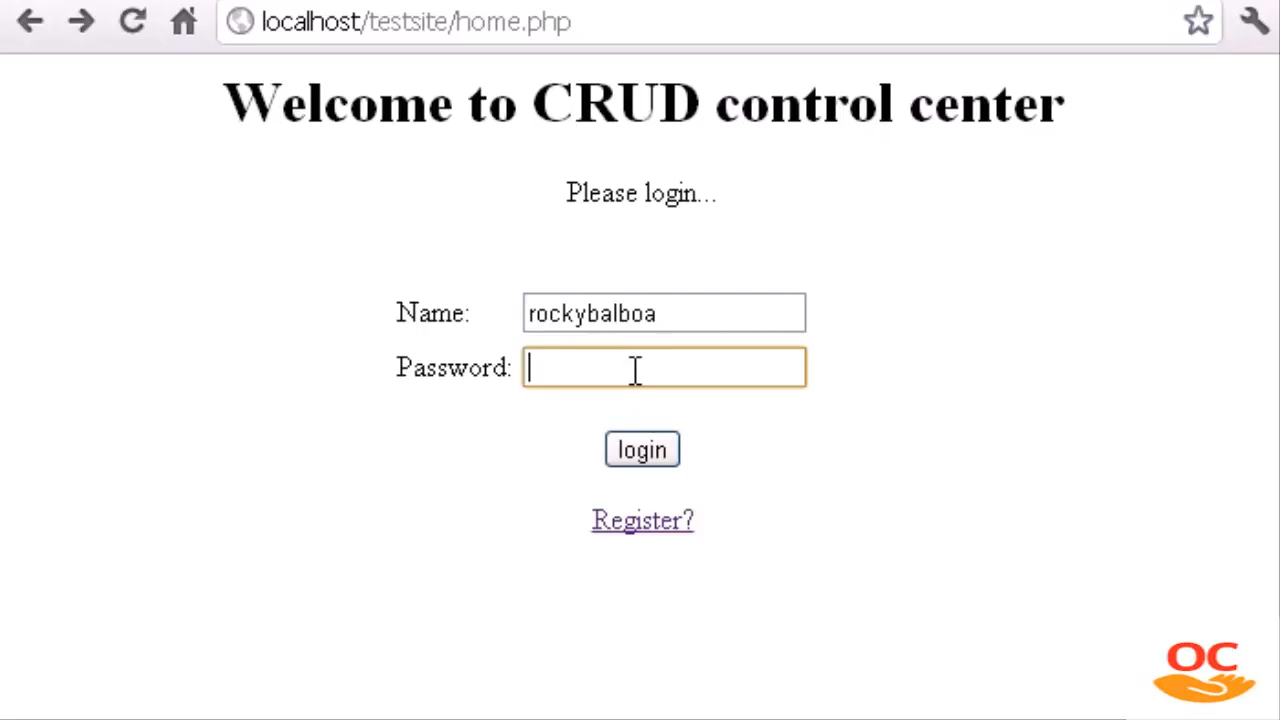 localhost/testsite/home.php
Welcome to CRUD control center
Please login...
Name: rockybalboa
Password:
login
Register?
OC